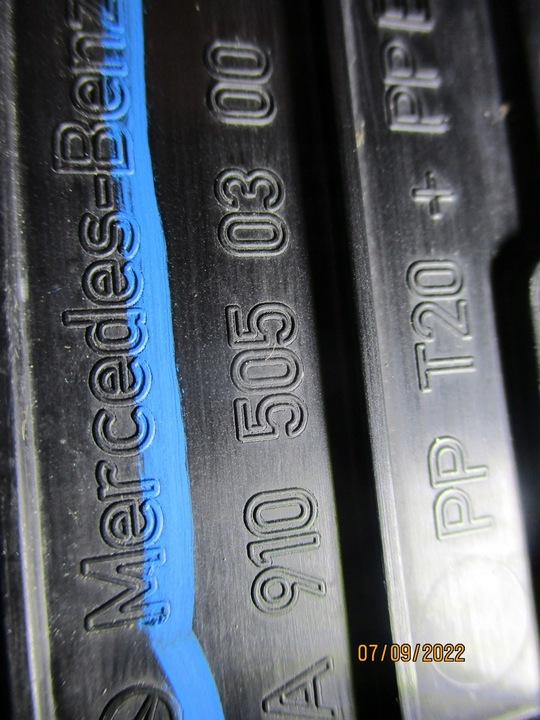 Mercedes-Benz
A 910 505 03 00
PP T20 + PPE
07/09/2022